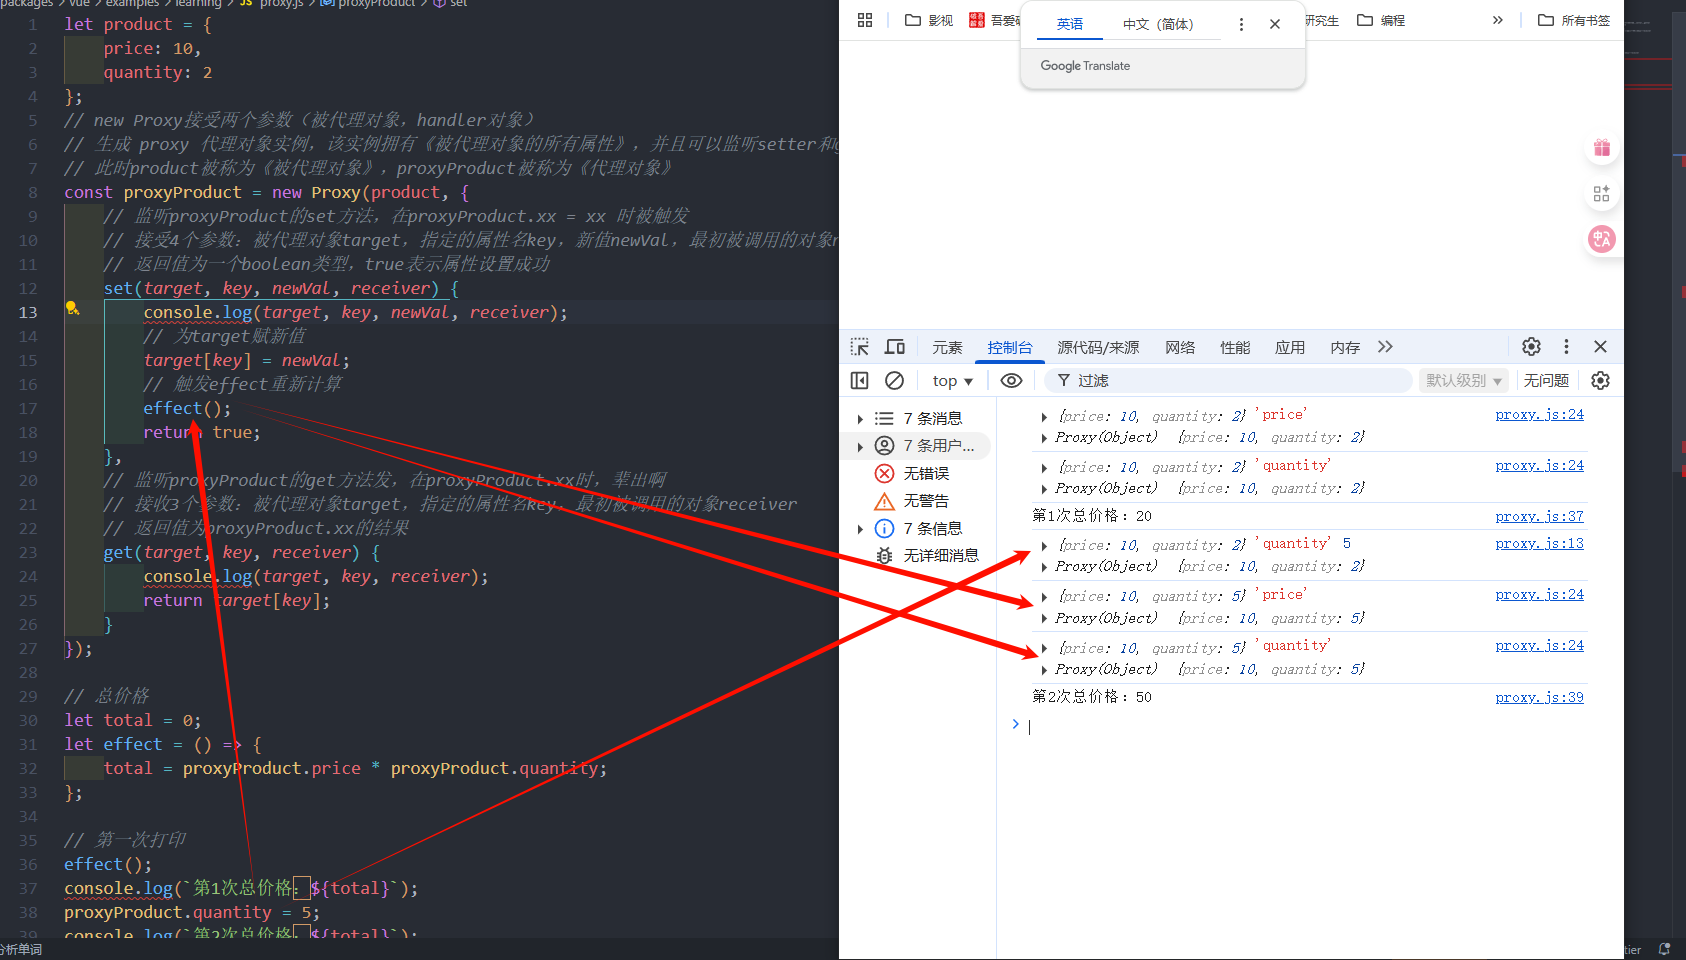 packages > vue > examples > learning > JS proxy.js > proxyProduct > set
1 let product = {
2 price: 10,
3 quantity: 2
4 };
5 // new Proxy接受两个参数（被代理对象，handler对象）
6 // 生成 proxy 代理对象实例，该实例拥有《被代理对象的所有属性》，并且可以监听setter和g
7 // 此时product被称为《被代理对象》，proxyProduct被称为《代理对象》
8 const proxyProduct = new Proxy(product, {
9 // 监听proxyProduct的set方法，在proxyProduct.xx = xx 时被触发
10 // 接受4个参数：被代理对象target，指定的属性名key，新值newVal，最初被调用的对象r
11 // 返回值为一个boolean类型，true表示属性设置成功
12 set(target, key, newVal, receiver) {
13 console.log(target, key, newVal, receiver);
14 // 为target赋新值
15 target[key] = newVal;
16 // 触发effect重新计算
17 effect();
18 return true;
19 },
20 // 监听proxyProduct的get方法发，在proxyProduct.xx时，辈出啊
21 // 接收3个参数：被代理对象target，指定的属性名key，最初被调用的对象receiver
22 // 返回值为proxyProduct.xx的结果
23 get(target, key, receiver) {
24 console.log(target, key, receiver);
25 return target[key];
26 }
27 });
28
29 // 总价格
30 let total = 0;
31 let effect = () => {
32 total = proxyProduct.price * proxyProduct.quantity;
33 };
34
35 // 第一次打印
36 effect();
37 console.log(`第1次总价格：${total}`);
38 proxyProduct.quantity = 5;
39 console.log(`第2次总价格：${total}`);
分析单词
影视 吾爱破 研究生 编程 » 所有书签
英语 中文（简体）
Google Translate
元素 控制台 源代码/来源 网络 性能 应用 内存
top 过滤 默认级别 无问题
7 条消息
7 条用户...
无错误
无警告
7 条信息
无详细消息
{price: 10, quantity: 2} 'price' proxy.js:24
Proxy(Object) {price: 10, quantity: 2}
{price: 10, quantity: 2} 'quantity' proxy.js:24
Proxy(Object) {price: 10, quantity: 2}
第1次总价格：20 proxy.js:37
{price: 10, quantity: 2} 'quantity' 5 proxy.js:13
Proxy(Object) {price: 10, quantity: 2}
{price: 10, quantity: 5} 'price' proxy.js:24
Proxy(Object) {price: 10, quantity: 5}
{price: 10, quantity: 5} 'quantity' proxy.js:24
Proxy(Object) {price: 10, quantity: 5}
第2次总价格：50 proxy.js:39
tier